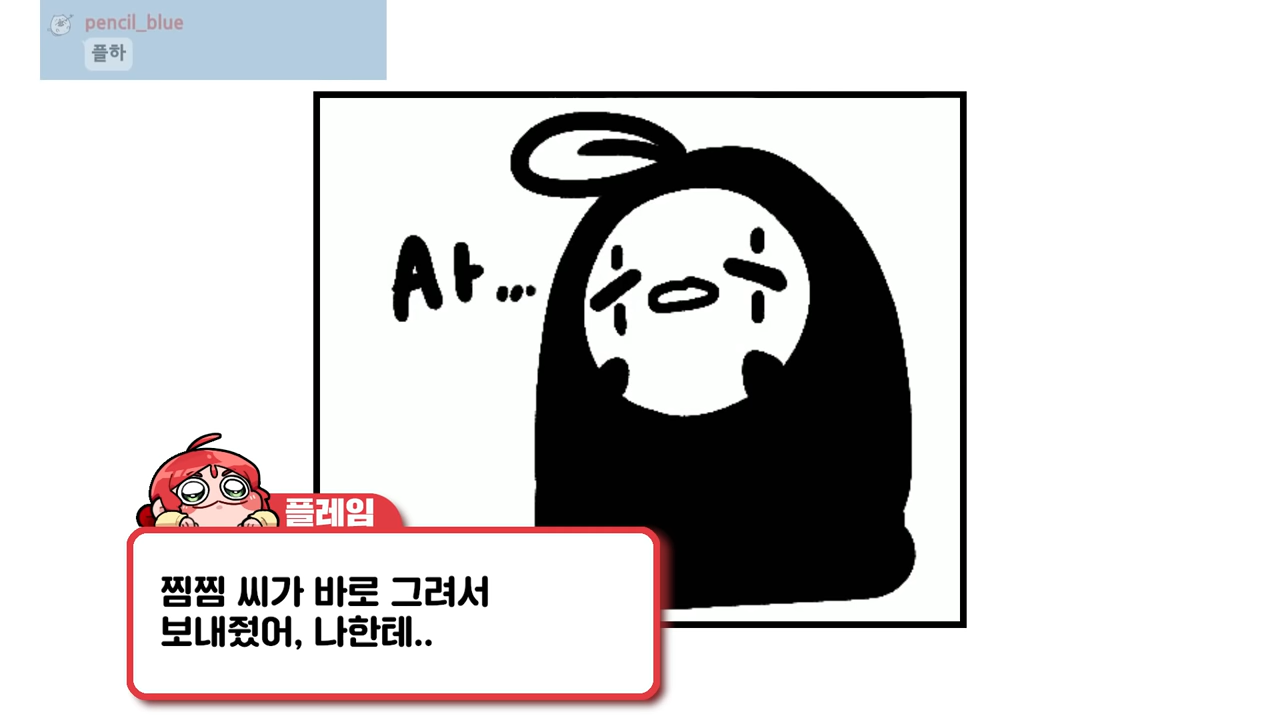 pencil_blue
플하
아...
플레임
찜찜 씨가 바로 그려서
보내줬어, 나한테..